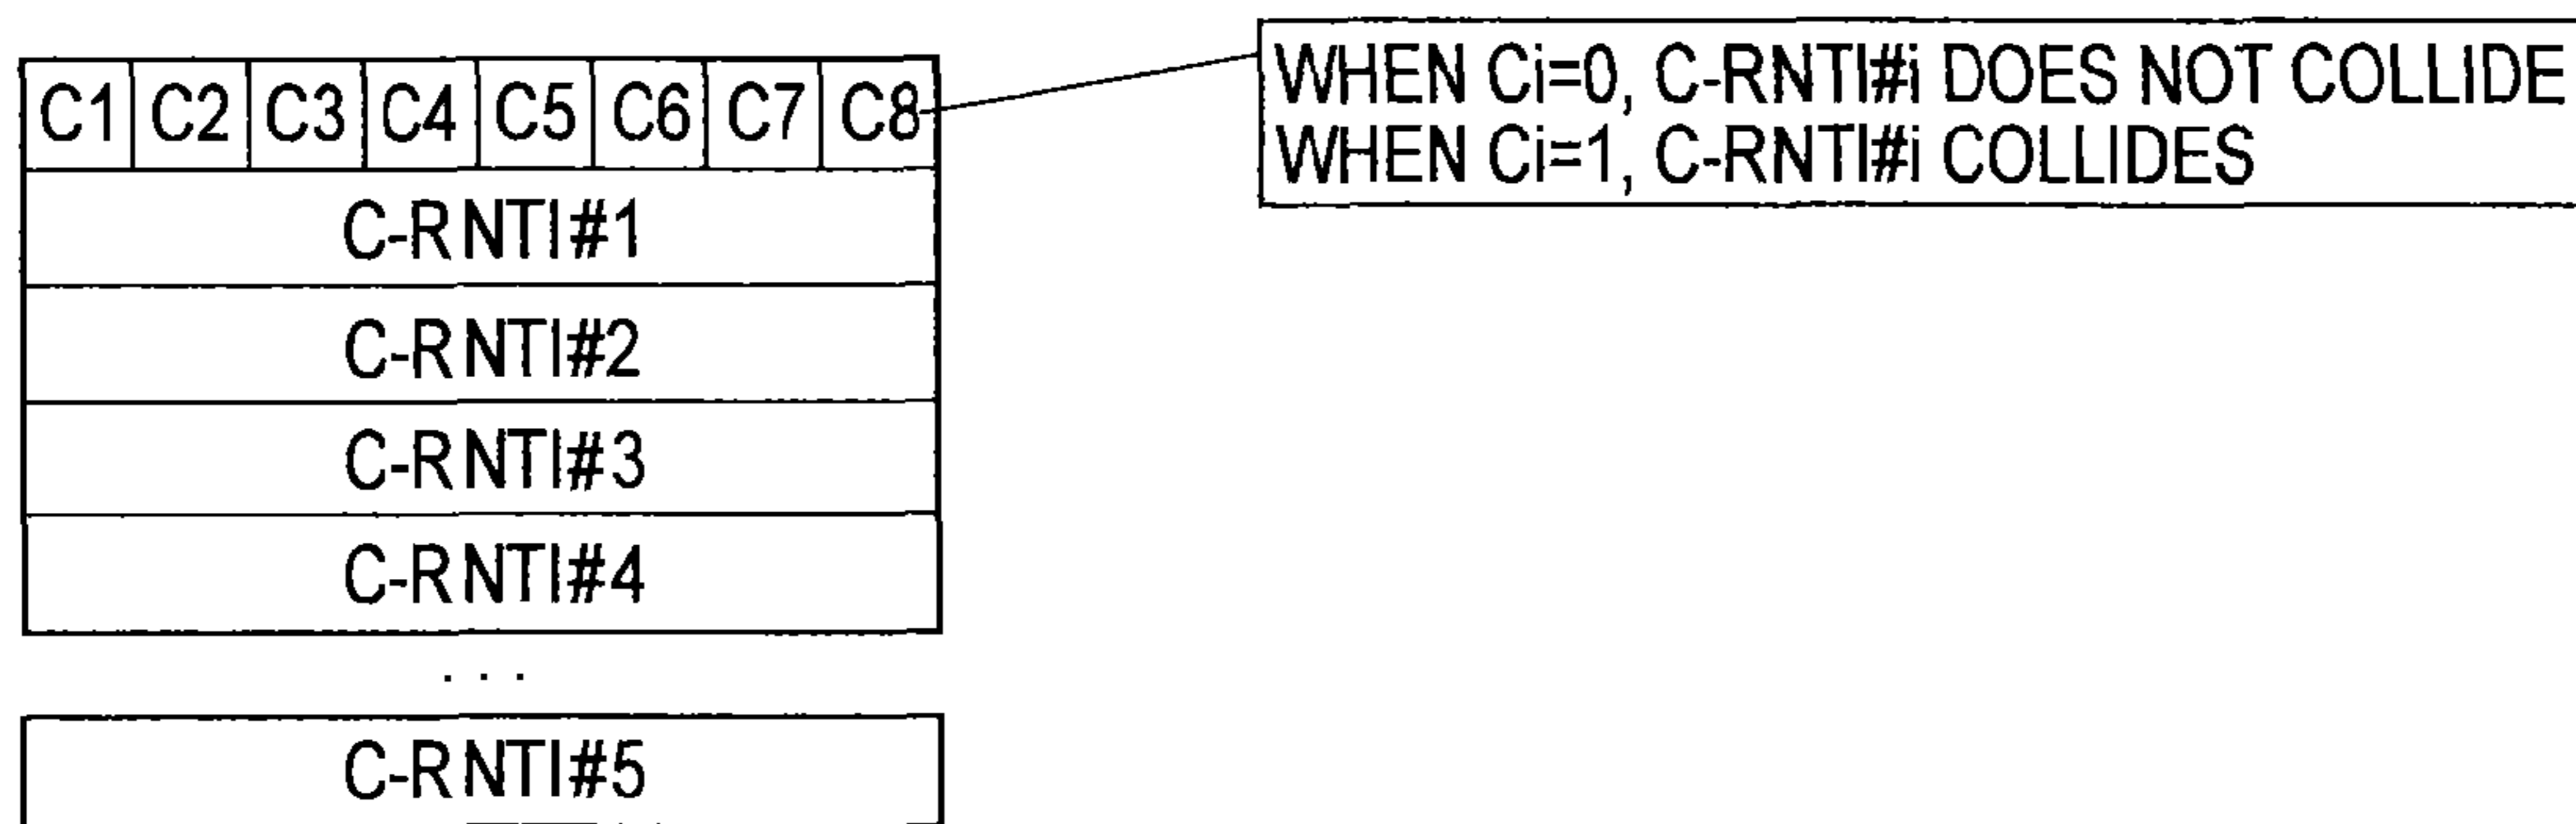 C1 C2 C3 C4 C5 C6 C7 C8
WHEN Ci=0, C-RNTI#i DOES NOT COLLIDE
WHEN Ci=1, C-RNTI#i COLLIDES
C-RNTI#1
C-RNTI#2
C-RNTI#3
C-RNTI#4
. . .
C-RNTI#5